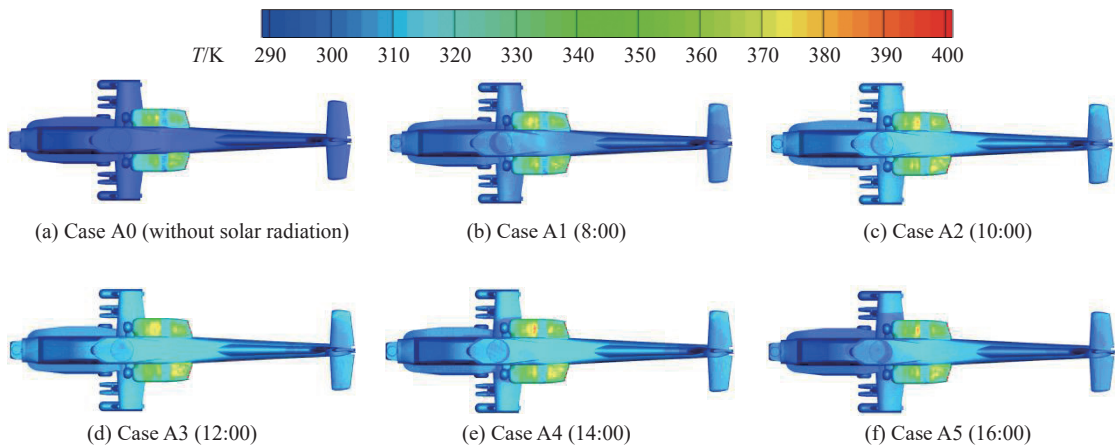 T/K 290 300 310 320 330 340 350 360 370 380 390 400
(a) Case A0 (without solar radiation) (b) Case A1 (8:00) (c) Case A2 (10:00)
(d) Case A3 (12:00) (e) Case A4 (14:00) (f) Case A5 (16:00)